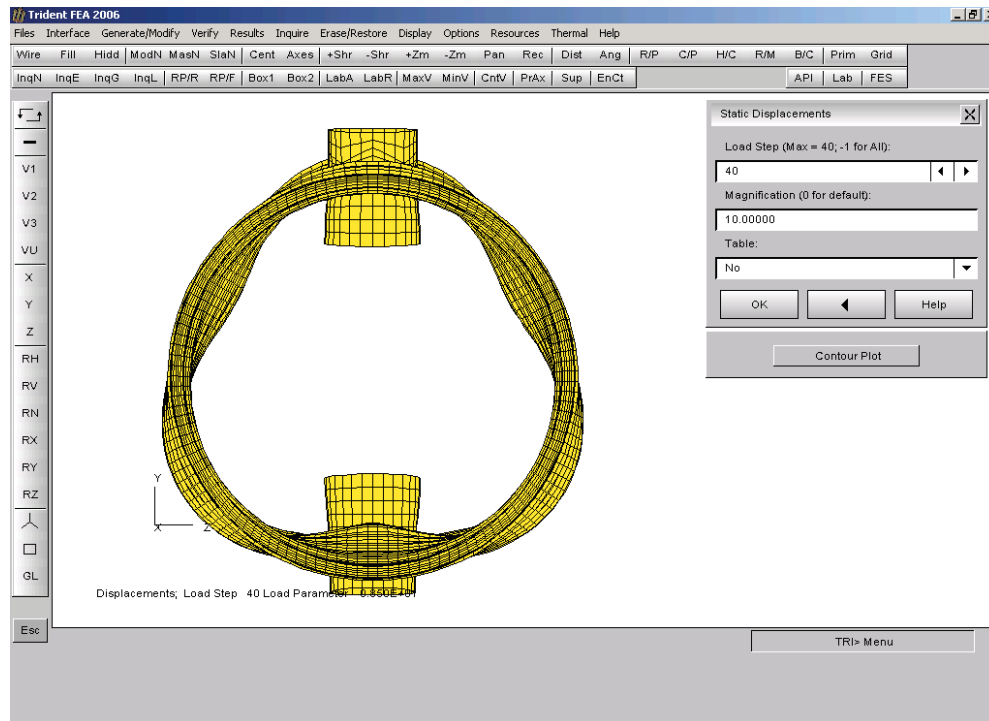 Trident FEA 2006
Files Interface Generate/Modify Verify Results Inquire Erase/Restore Display Options Resources Thermal Help
Wire Fill Hidd ModN MasN SlaN Cent Axes +Shr -Shr +Zm -Zm Pan Rec Dist Ang R/P C/P H/C R/M B/C Prim Grid
InqN InqE InqG InqL RP/R RP/F Box1 Box2 LabA LabR MaxV MinV CntV PrAx Sup EnCt API Lab FES
Static Displacements
Load Step (Max = 40; -1 for All):
40
Magnification (0 for default):
10.00000
Table:
No
OK Help
Contour Plot
V1
V2
V3
VU
X
Y
Z
RH
RV
RN
RX
RY
RZ
GL
Esc
Y
X Z
Displacements; Load Step 40 Load Parameter 0.850E+01
TRI> Menu